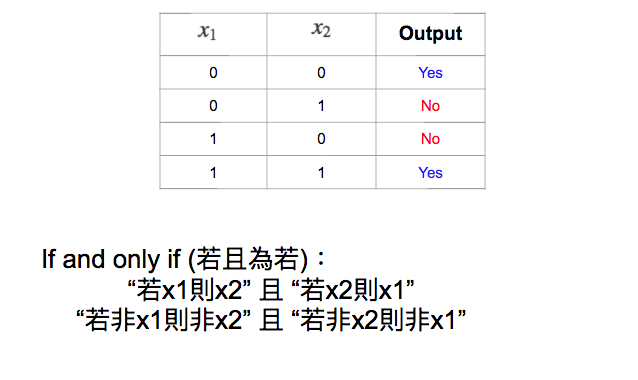 x1 x2 Output
0 0 Yes
0 1 No
1 0 No
1 1 Yes
If and only if (若且為若)：
“若x1則x2” 且 “若x2則x1”
“若非x1則非x2” 且 “若非x2則非x1”